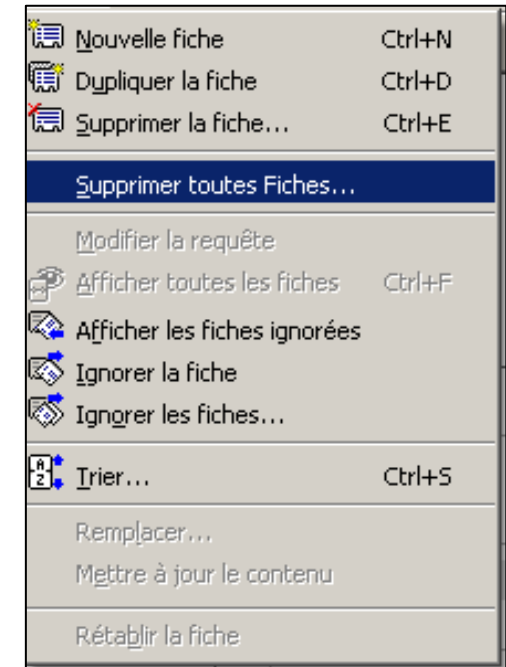 Nouvelle fiche Ctrl+N
Dupliquer la fiche Ctrl+D
Supprimer la fiche... Ctrl+E
Supprimer toutes Fiches...
Modifier la requête
Afficher toutes les fiches Ctrl+F
Afficher les fiches ignorées
Ignorer la fiche
Ignorer les fiches...
Trier... Ctrl+S
Remplacer...
Mettre à jour le contenu
Rétablir la fiche